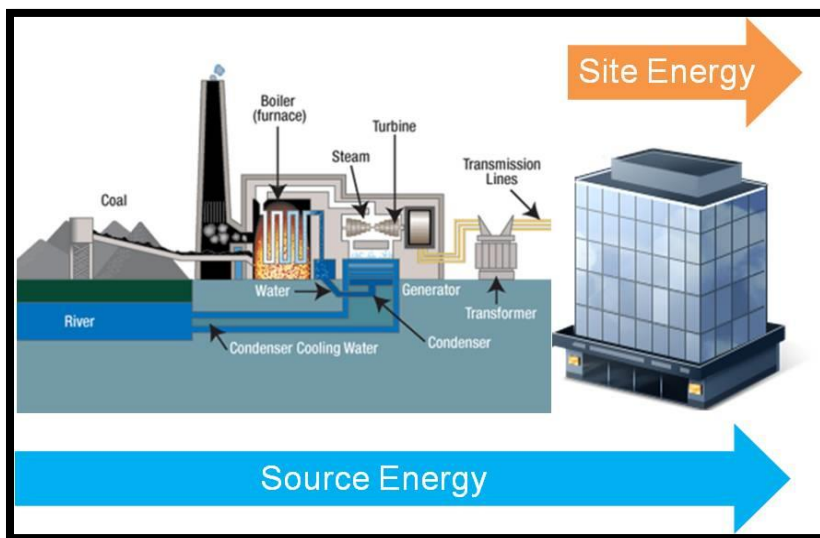 Site Energy
Boiler
(furnace)
Turbine
Steam
Transmission
Lines
Coal
Water
Generator
Transformer
River
Condenser
Condenser Cooling Water
Source Energy